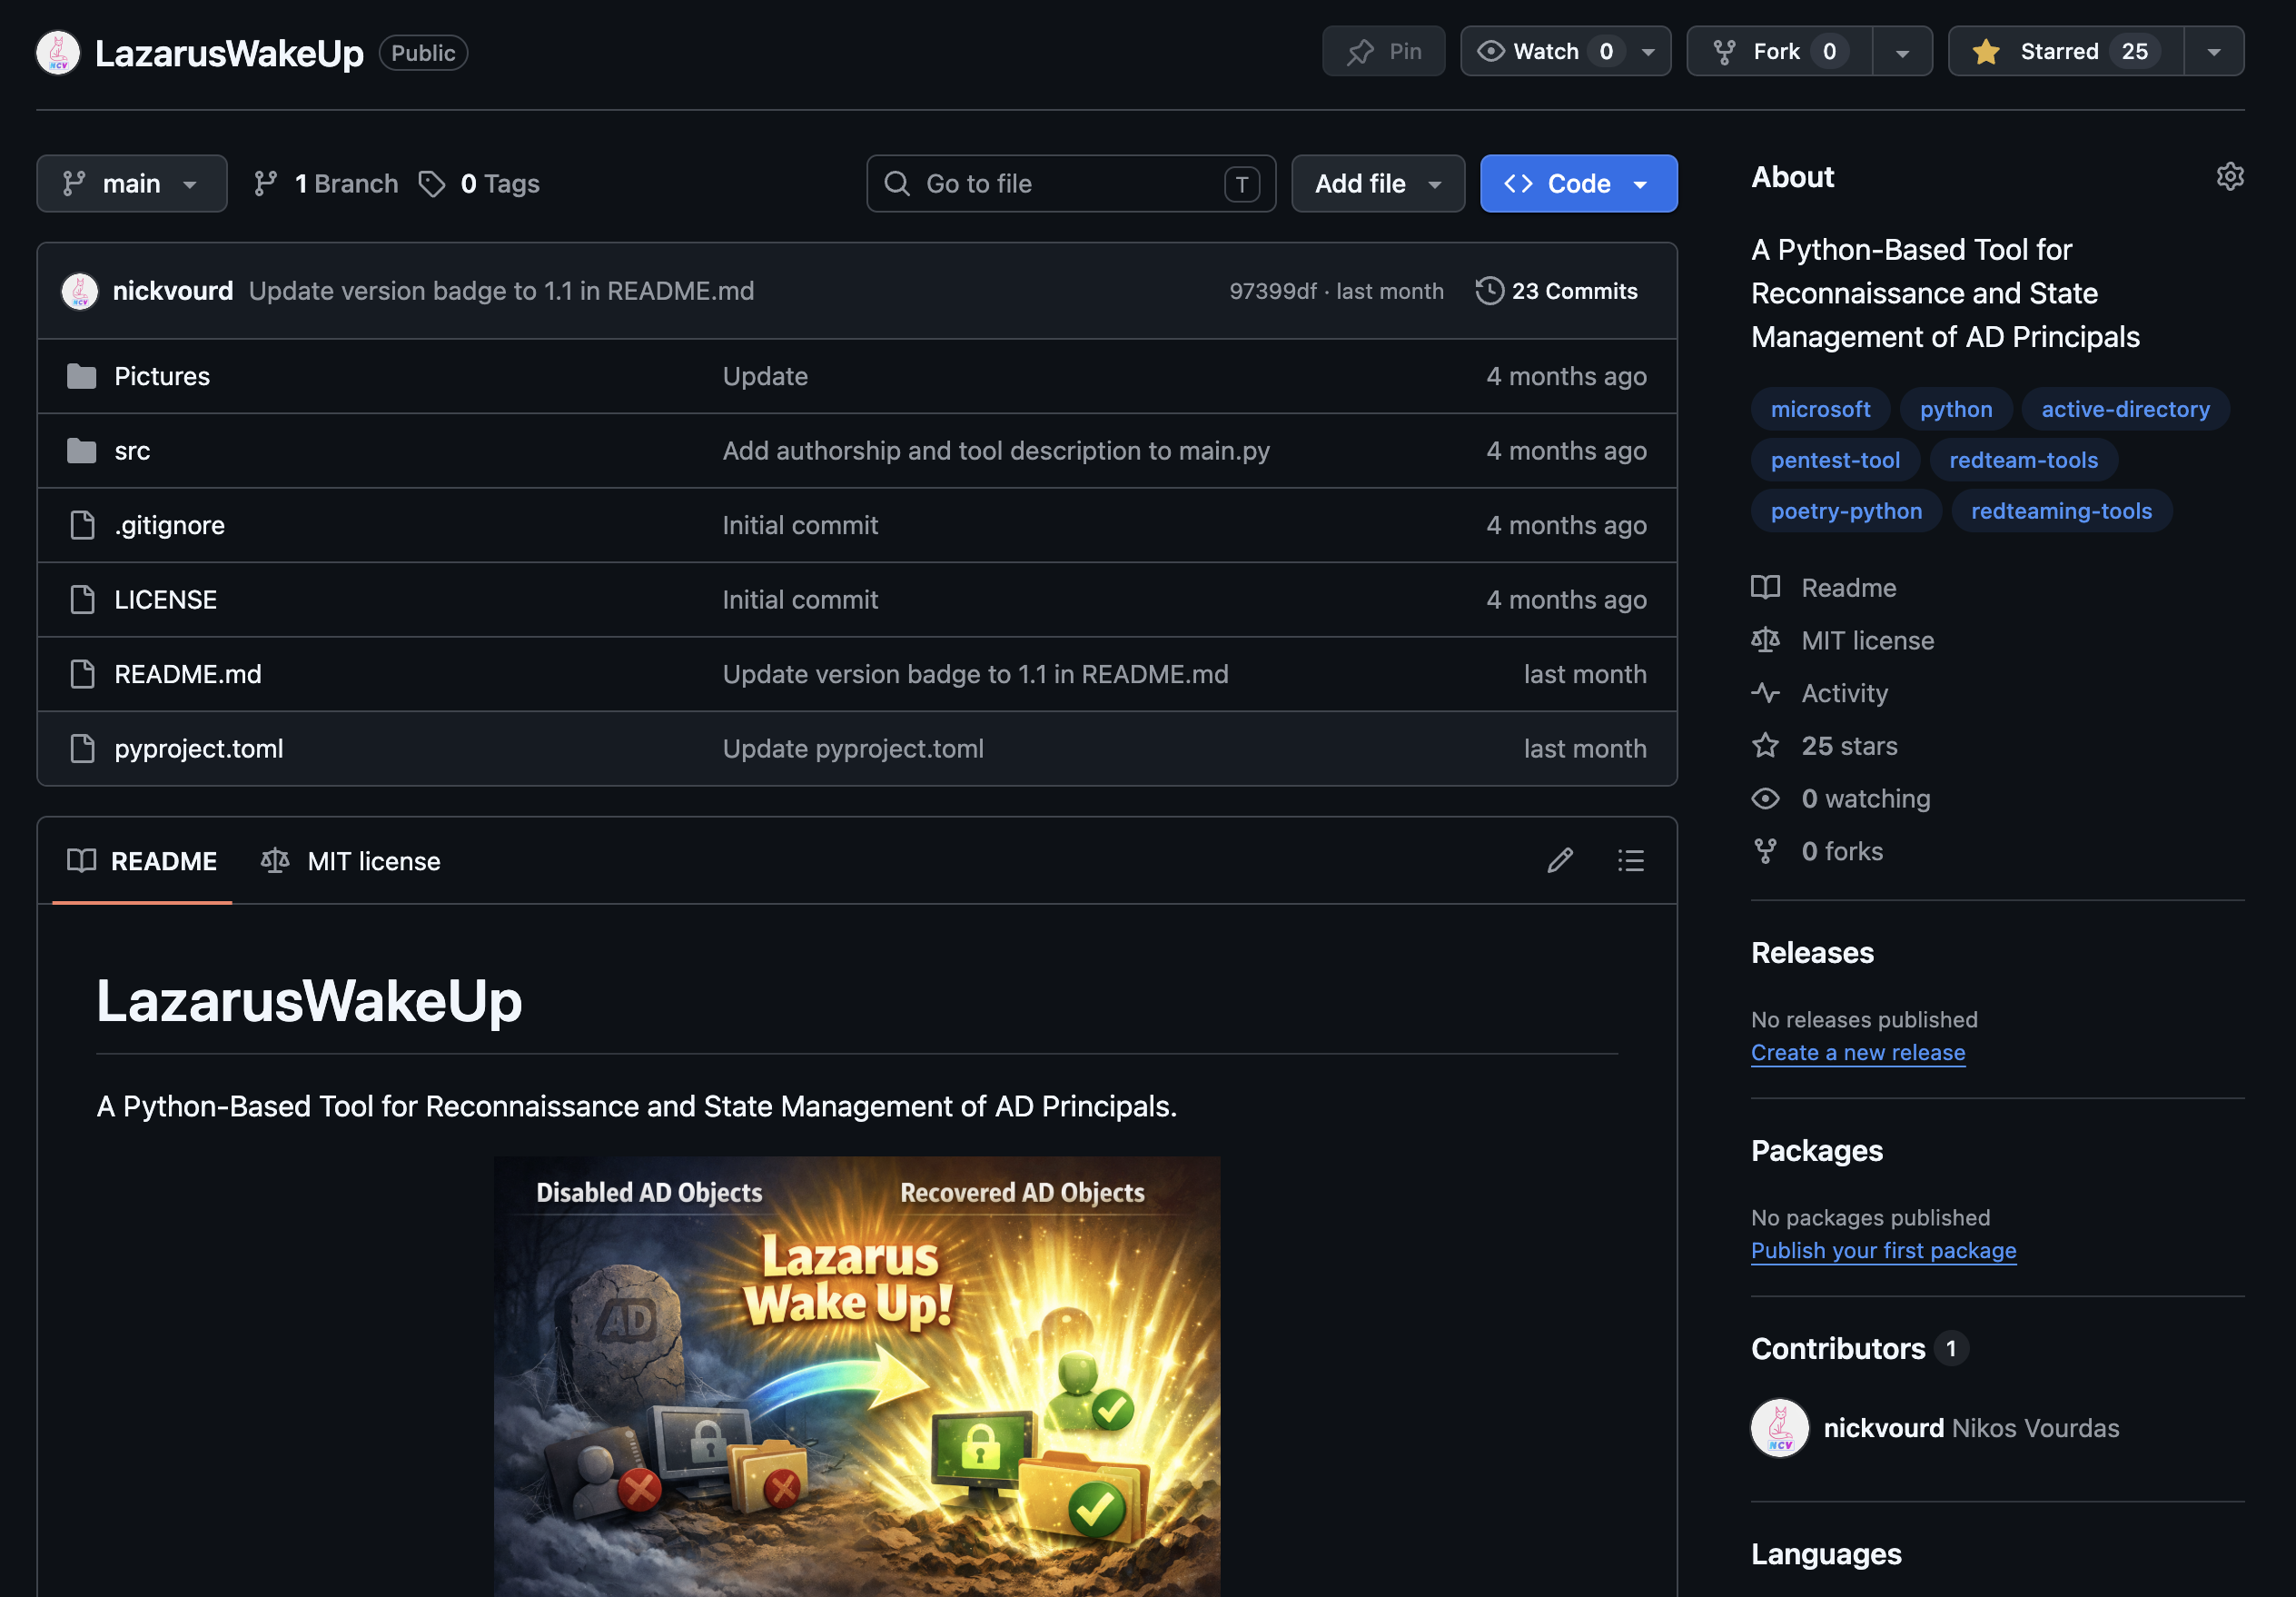 LazarusWakeUp Public
Pin
Watch 0
Fork 0
Starred 25
main
1 Branch
0 Tags
Go to file T
Add file
Code
nickvourd Update version badge to 1.1 in README.md 97399df · last month 23 Commits
Pictures Update 4 months ago
src Add authorship and tool description to main.py 4 months ago
.gitignore Initial commit 4 months ago
LICENSE Initial commit 4 months ago
README.md Update version badge to 1.1 in README.md last month
pyproject.toml Update pyproject.toml last month
README MIT license
LazarusWakeUp
A Python-Based Tool for Reconnaissance and State Management of AD Principals.
Disabled AD Objects
Recovered AD Objects
Lazarus
Wake Up!
AD
About
A Python-Based Tool for
Reconnaissance and State
Management of AD Principals
microsoft python active-directory
pentest-tool redteam-tools
poetry-python redteaming-tools
Readme
MIT license
Activity
25 stars
0 watching
0 forks
Releases
No releases published
Create a new release
Packages
No packages published
Publish your first package
Contributors 1
NCV
nickvourd Nikos Vourdas
Languages